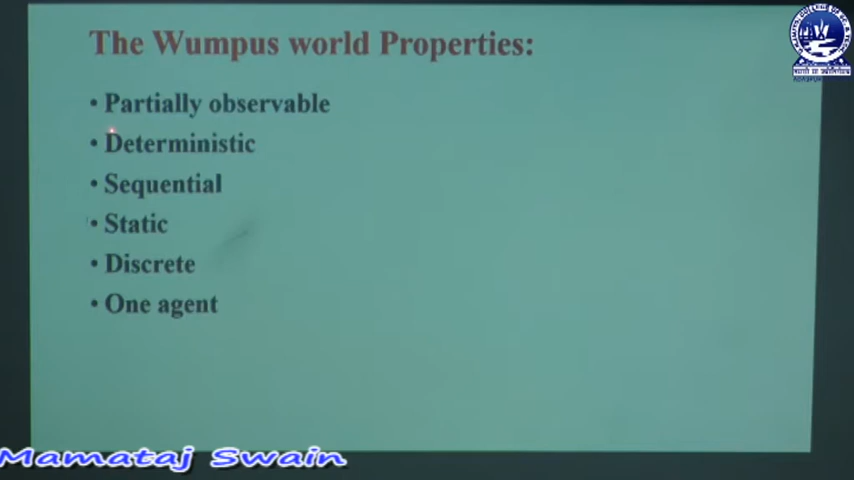 The Wumpus world Properties:
• Partially observable
• Deterministic
• Sequential
• Static
• Discrete
• One agent
Mamataj Swain